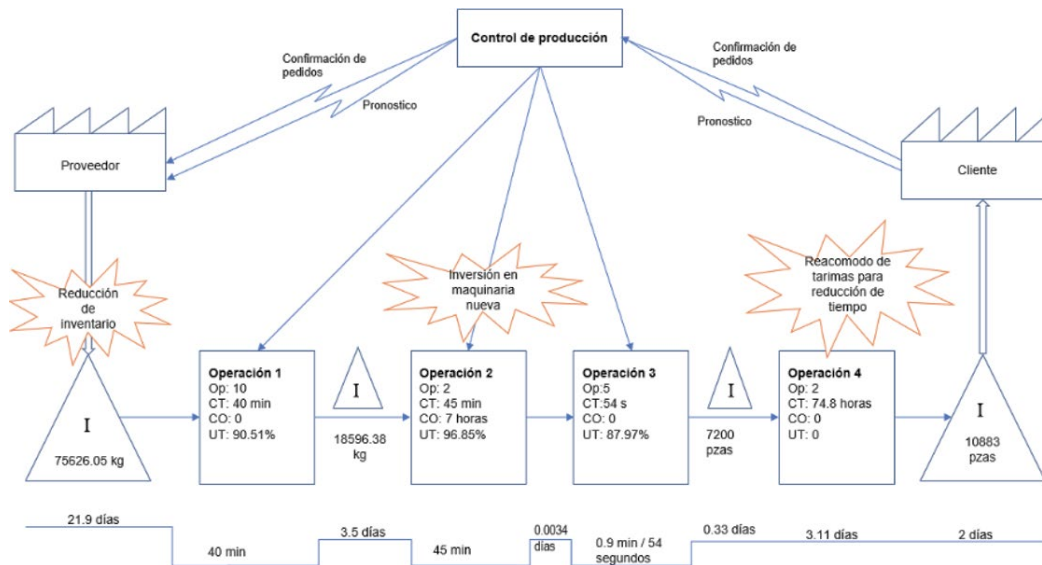 Control de producción
Confirmación de
pedidos
Pronostico
Confirmación de
pedidos
Pronostico
Proveedor
Cliente
Reducción
de
inventario
Inversión en
maquinaria
nueva
Reacomodo de
tarimas para
reducción de
tiempo
I
75626.05 kg
Operación 1
Op: 10
CT: 40 min
CO: 0
UT: 90.51%
I
18596.38
kg
Operación 2
Op: 2
CT: 45 min
CO: 7 horas
UT: 96.85%
Operación 3
Op:5
CT:54 s
CO: 0
UT: 87.97%
I
7200
pzas
Operación 4
Op: 2
CT: 74.8 horas
CO: 0
UT: 0
I
10883
pzas
21.9 días
40 min
3.5 días
45 min
0.0034
días
0.9 min / 54
segundos
0.33 días
3.11 días
2 días